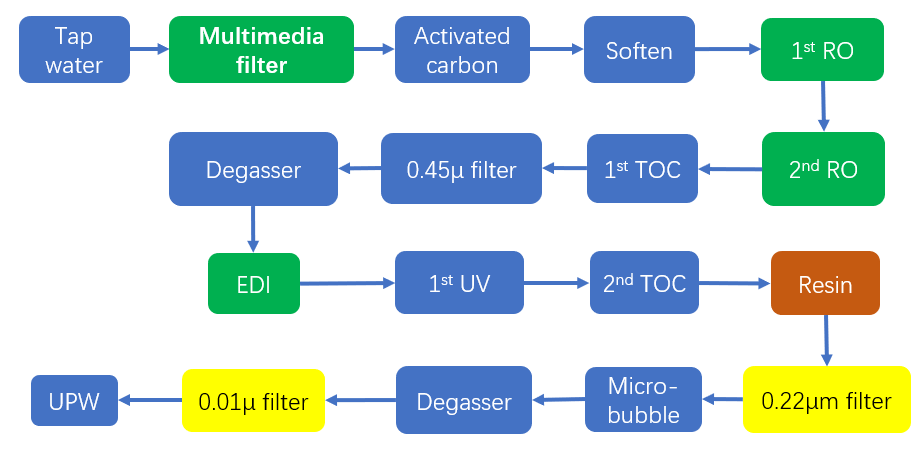 Tap
water
Multimedia
filter
Activated
carbon
Soften
1st RO
2nd RO
1st TOC
0.45μ filter
Degasser
EDI
1st UV
2nd TOC
Resin
0.22μm filter
Micro-
bubble
Degasser
0.01μ filter
UPW